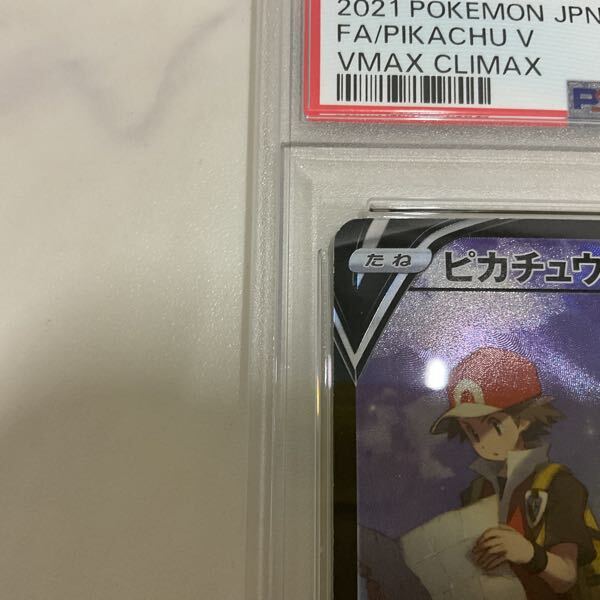 2021 POKEMON JPN
FA/PIKACHU V
VMAX CLIMAX
たね
ピカチュウ